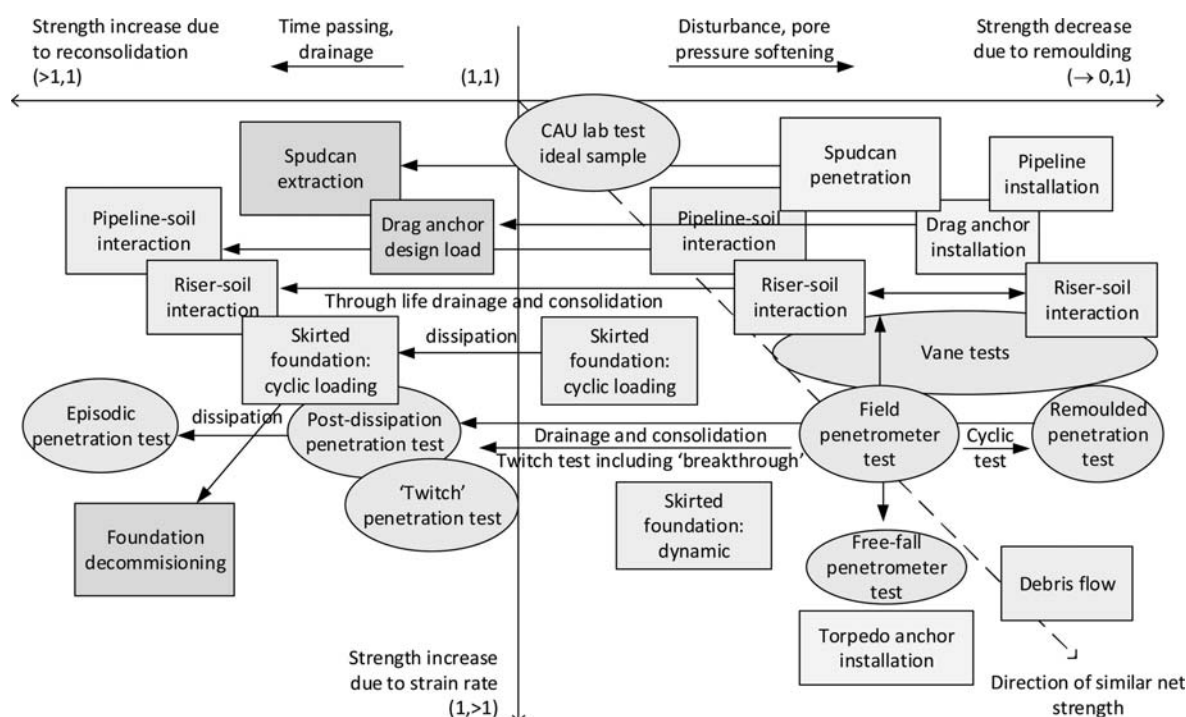 Strength increase due
to reconsolidation
(>1,1)
Time passing,
drainage
(1,1)
Disturbance, pore
pressure softening
Strength decrease
due to remoulding
(→ 0,1)
CAU lab test
ideal sample
Spudcan
extraction
Spudcan
penetration
Pipeline
installation
Pipeline-soil
interaction
Drag anchor
design load
Pipeline-soil
interaction
Drag anchor
installation
Riser-soil
interaction
Through life drainage and consolidation
Riser-soil
interaction
Riser-soil
interaction
Skirted
foundation:
cyclic loading
dissipation
Skirted
foundation:
cyclic loading
Vane tests
Episodic
penetration test
dissipation
Post-dissipation
penetration test
Drainage and consolidation
Twitch test including ‘breakthrough’
Field
penetrometer
test
Cyclic
test
Remoulded
penetration
test
‘Twitch’
penetration test
Skirted
foundation:
dynamic
Foundation
decommisioning
Free-fall
penetrometer
test
Debris flow
Torpedo anchor
installation
Strength increase
due to strain rate
(1,>1)
Direction of similar net
strength